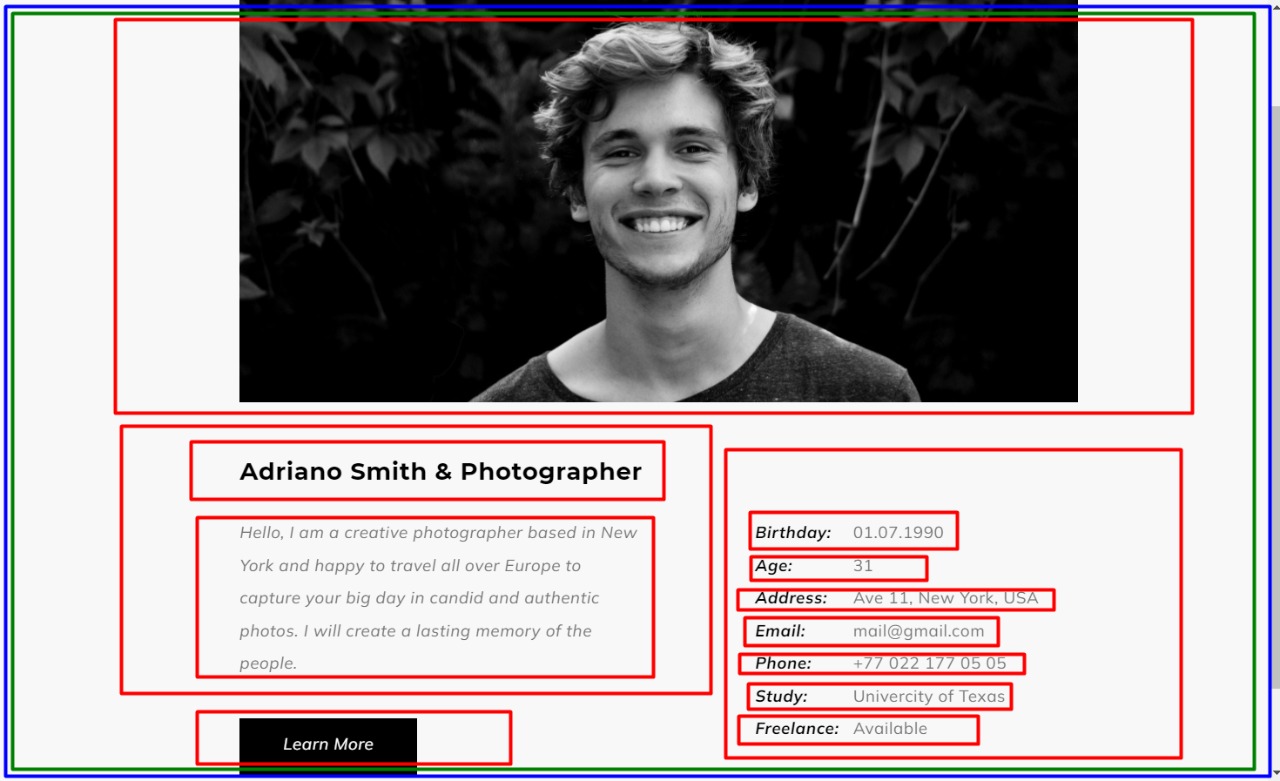 Adriano Smith & Photographer
Hello, I am a creative photographer based in New
York and happy to travel all over Europe to
capture your big day in candid and authentic
photos. I will create a lasting memory of the
people.
Learn More
Birthday: 01.07.1990
Age: 31
Address: Ave 11, New York, USA
Email: mail@gmail.com
Phone: +77 022 177 05 05
Study: Univercity of Texas
Freelance: Available